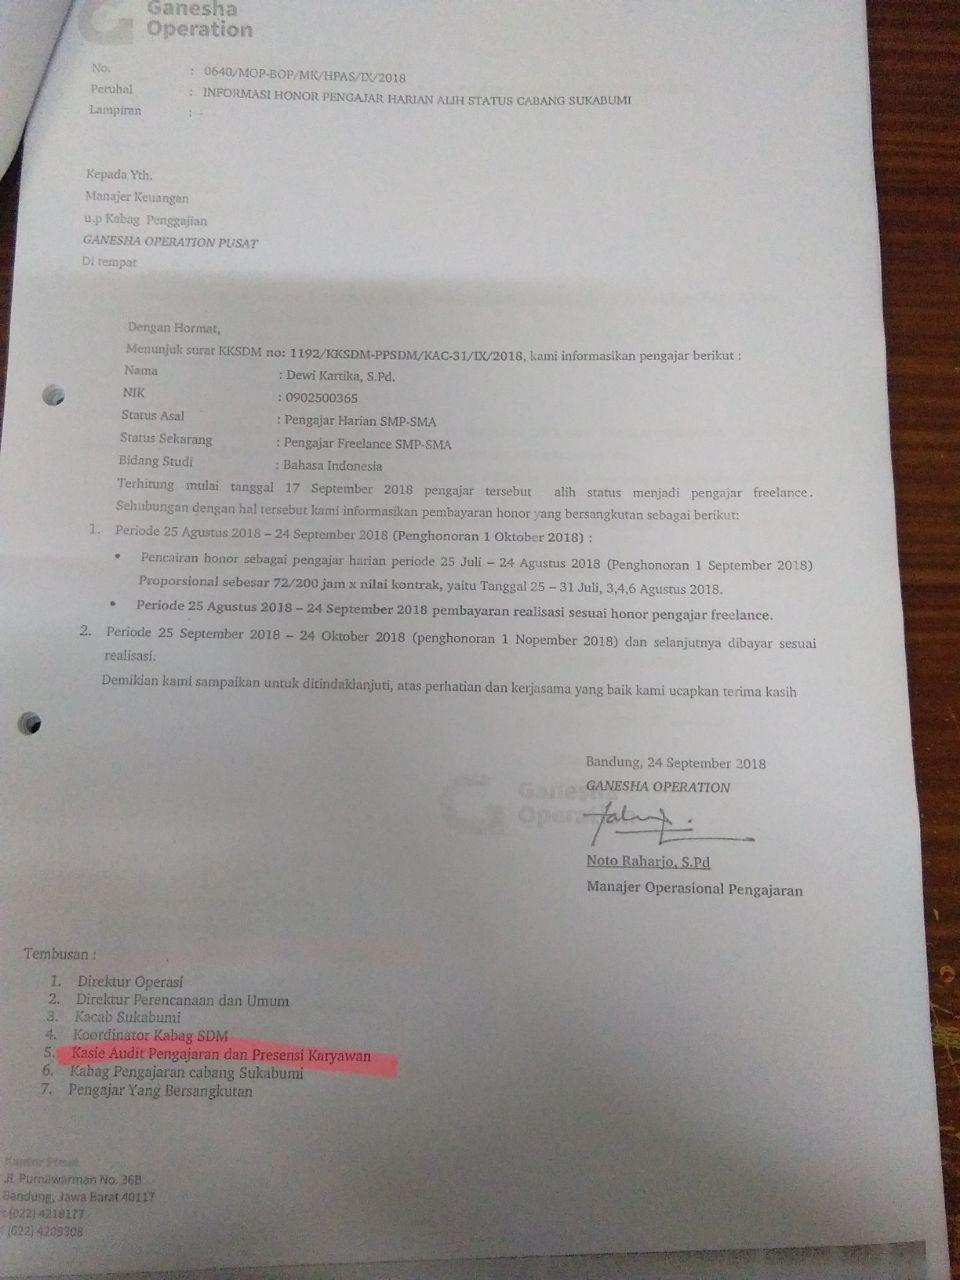 Ganesha
Operation
No. : 0640/MOP-BOP/MK/HPAS/IX/2018
Peruhal : INFORMASI HONOR PENGAJAR HARIAN ALIH STATUS CABANG SUKABUMI
Lampiran : -
Kepada Yth.
Manajer Keuangan
u.p Kabag Penggajian
GANESHA OPERATION PUSAT
Di tempat
Dengan Hormat,
Menunjuk surat KKSDM no: 1192/KKSDM-PPSDM/KAC-31/IX/2018, kami informasikan pengajar berikut :
Nama : Dewi Kartika, S.Pd.
NIK : 0902500365
Status Asal : Pengajar Harian SMP-SMA
Status Sekarang : Pengajar Freelance SMP-SMA
Bidang Studi : Bahasa Indonesia
Terhitung mulai tanggal 17 September 2018 pengajar tersebut alih status menjadi pengajar freelance.
Sehubungan dengan hal tersebut kami informasikan pembayaran honor yang bersangkutan sebagai berikut:
1. Periode 25 Agustus 2018 – 24 September 2018 (Penghonoran 1 Oktober 2018) :
• Pencairan honor sebagai pengajar harian periode 25 Juli – 24 Agustus 2018 (Penghonoran 1 September 2018)
Proporsional sebesar 72/200 jam x nilai kontrak, yaitu Tanggal 25 – 31 Juli, 3,4,6 Agustus 2018.
• Periode 25 Agustus 2018 – 24 September 2018 pembayaran realisasi sesuai honor pengajar freelance.
2. Periode 25 September 2018 – 24 Oktober 2018 (penghonoran 1 Nopember 2018) dan selanjutnya dibayar sesuai
realisasi.
Demikian kami sampaikan untuk ditindaklanjuti, atas perhatian dan kerjasama yang baik kami ucapkan terima kasih
Bandung, 24 September 2018
GANESHA OPERATION
Ganesha
Operation
Noto Raharjo, S.Pd
Manajer Operasional Pengajaran
Tembusan :
1. Direktur Operasi
2. Direktur Perencanaan dan Umum
3. Kacab Sukabumi
4. Koordinator Kabag SDM
5. Kasie Audit Pengajaran dan Presensi Karyawan
6. Kabag Pengajaran cabang Sukabumi
7. Pengajar Yang Bersangkutan
Kantor Pusat
Jl. Purnawarman No. 36B
Bandung, Jawa Barat 40117
(022) 4218177
(022) 4209308